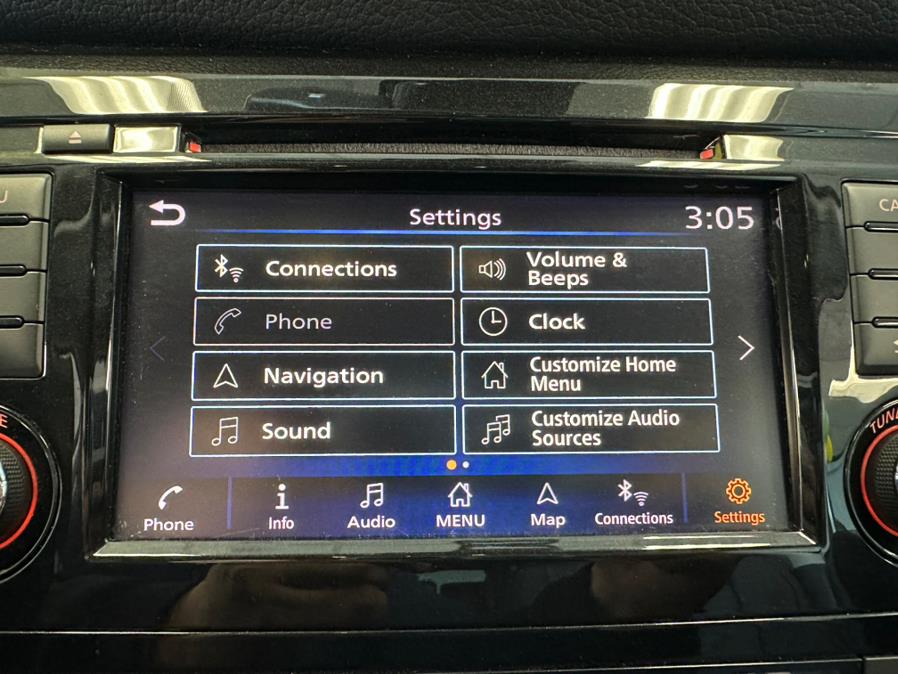 Settings
3:05
Connections
Volume &
Beeps
Phone
Clock
Navigation
Customize Home
Menu
Sound
Customize Audio
Sources
Phone
Info
Audio
MENU
Map
Connections
Settings